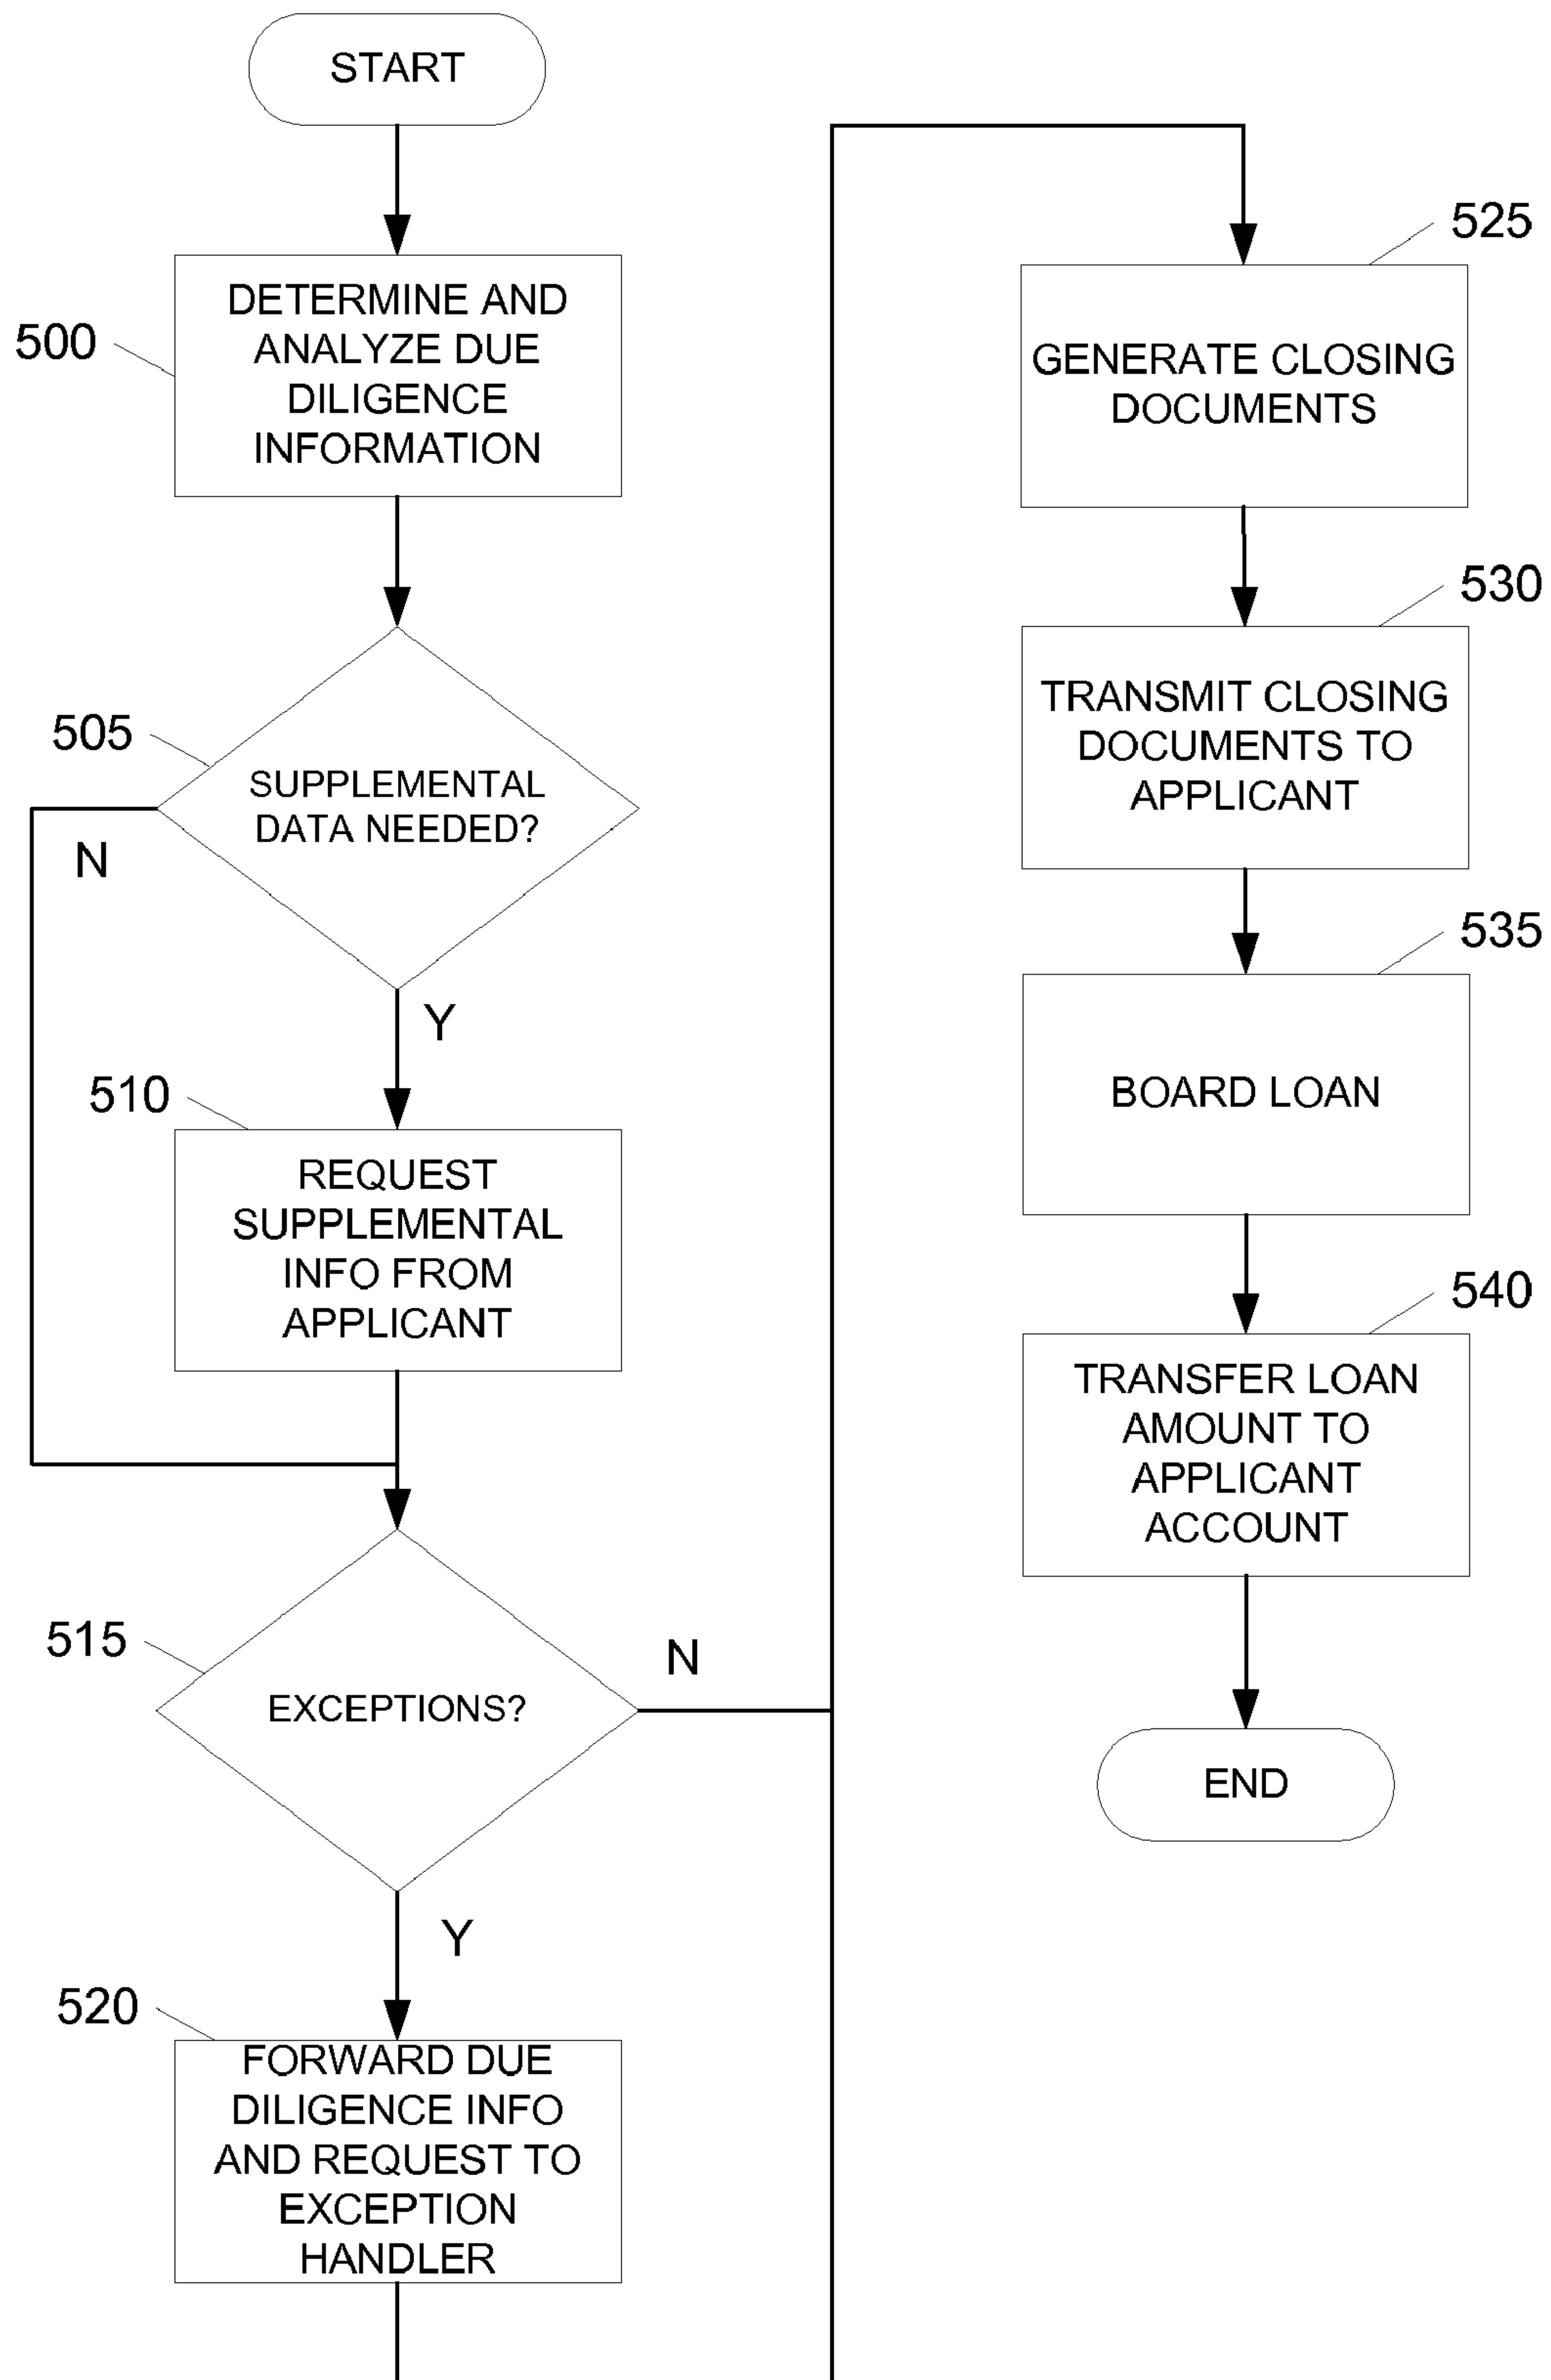 START
500
DETERMINE AND
ANALYZE DUE
DILIGENCE
INFORMATION
505
SUPPLEMENTAL
DATA NEEDED?
N
Y
510
REQUEST
SUPPLEMENTAL
INFO FROM
APPLICANT
515
EXCEPTIONS?
N
Y
520
FORWARD DUE
DILIGENCE INFO
AND REQUEST TO
EXCEPTION
HANDLER
525
GENERATE CLOSING
DOCUMENTS
530
TRANSMIT CLOSING
DOCUMENTS TO
APPLICANT
535
BOARD LOAN
540
TRANSFER LOAN
AMOUNT TO
APPLICANT
ACCOUNT
END